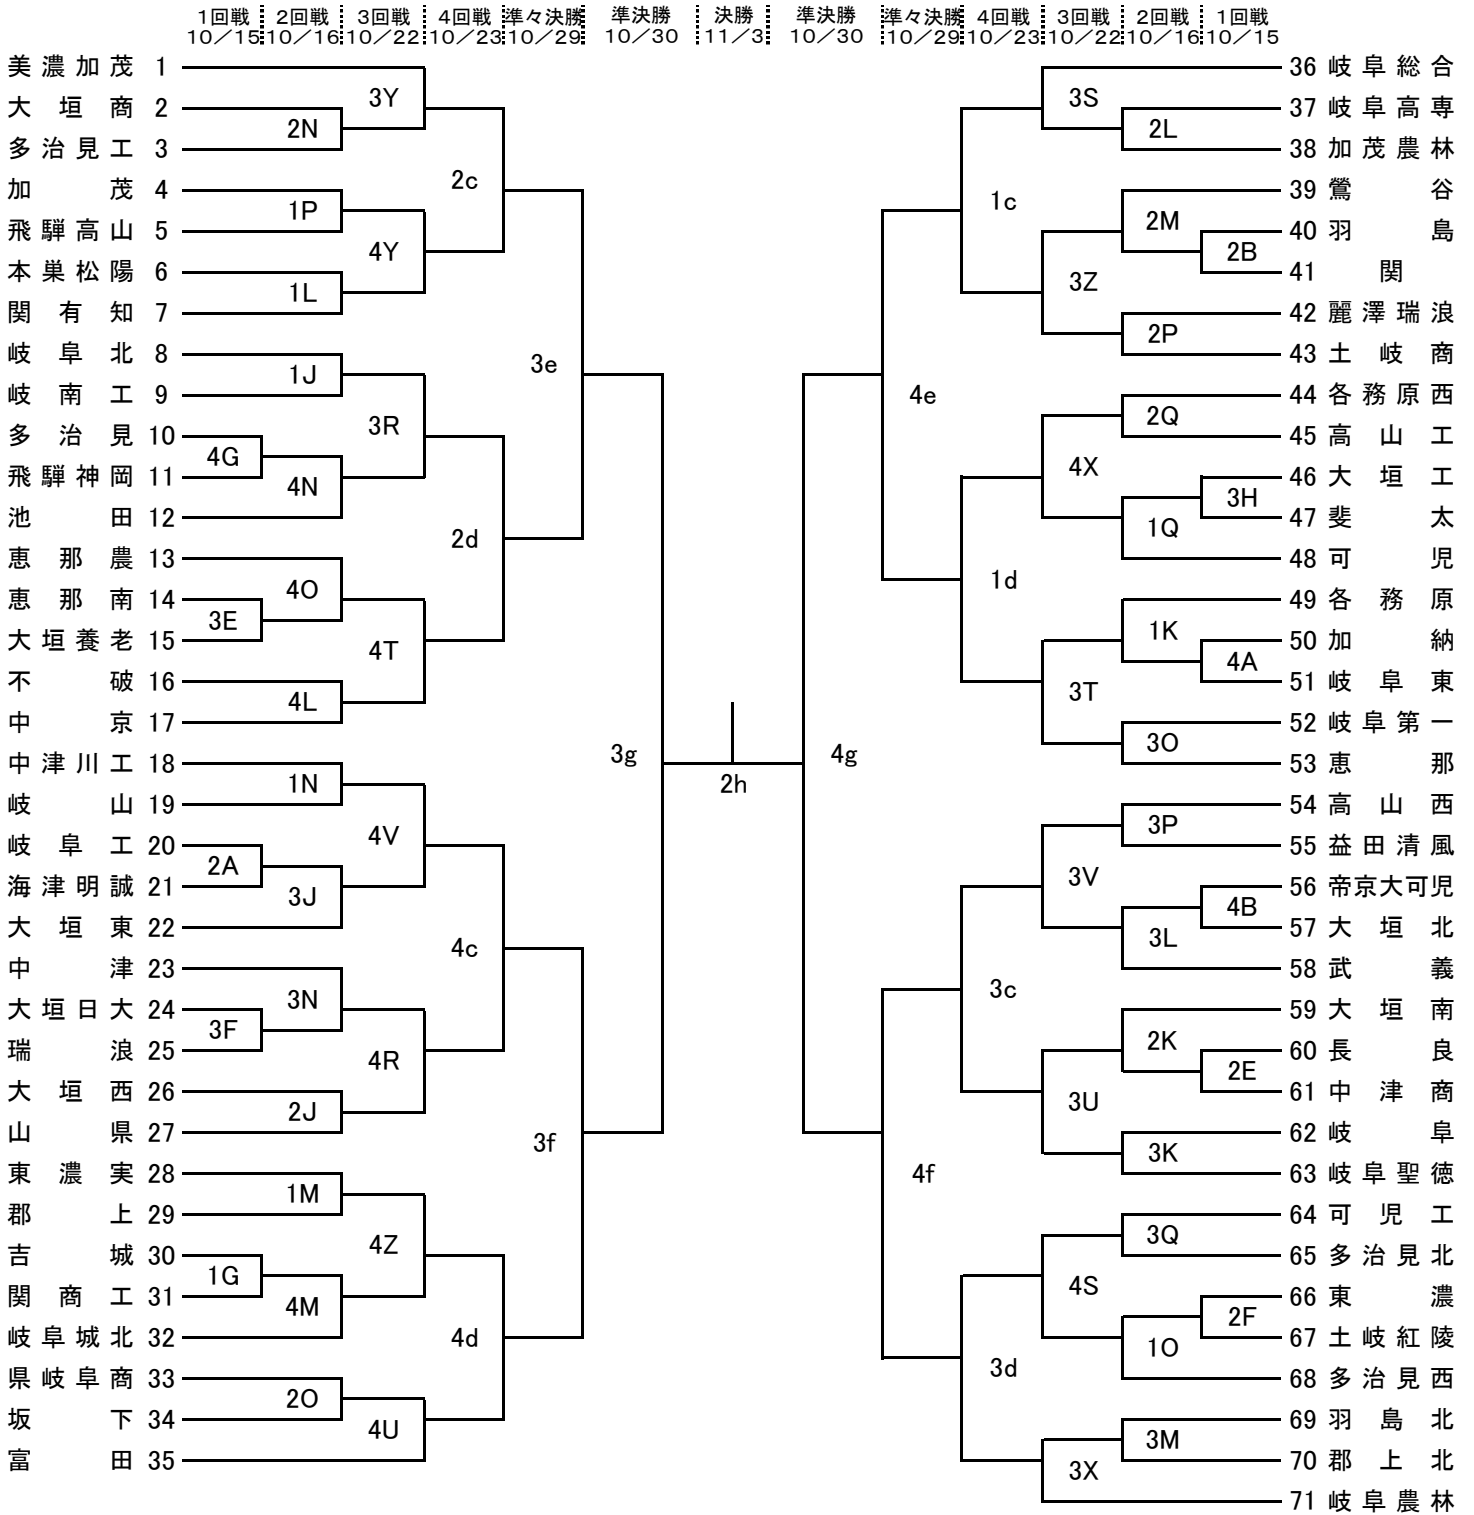 1回戦 2回戦 3回戦 4回戦 準々決勝 準決勝 決勝 準決勝 準々決勝 4回戦 3回戦 2回戦 1回戦
10／15 10／16 10／22 10／23 10／29 10／30 11／3 10／30 10／29 10／23 10／22 10／16 10／15
美濃加茂 1 36 岐阜総合
3Y 3S
大垣商 2 37 岐阜高専
2N 2L
多治見工 3 38 加茂農林
2c
加茂 4 39 鶯谷
1P 1c 2M
飛騨高山 5 40 羽島
4Y 2B
本巣松陽 6 41 関
1L 3Z
関有知 7 42 麗澤瑞浪
2P
岐阜北 8 43 土岐商
1J 3e
岐南工 9 4e 44 各務原西
3R 2Q
多治見 10 45 高山工
4G 4X
飛騨神岡 11 46 大垣工
4N 3H
池田 12 47 斐太
2d 1Q
恵那農 13 48 可児
4O 1d
恵那南 14 49 各務原
3E 1K
大垣養老 15 50 加納
4T 4A
不破 16 51 岐阜東
4L 3T
中京 17 52 岐阜第一
3g 4g 3O
中津川工 18 53 恵那
1N 2h
岐山 19 54 高山西
4V 3P
岐阜工 20 55 益田清風
2A 3V
海津明誠 21 56 帝京大可児
3J 4B
大垣東 22 57 大垣北
4c 3L
中津 23 58 武義
3N 3c
大垣日大 24 59 大垣南
3F 2K
瑞浪 25 60 長良
4R 2E
大垣西 26 61 中津商
2J 3U
山県 27 62 岐阜
3f 3K
東濃実 28 4f 63 岐阜聖徳
1M
郡上 29 64 可児工
4Z 3Q
吉城 30 65 多治見北
1G 4S
関商工 31 66 東濃
4M 2F
岐阜城北 32 67 土岐紅陵
4d 1O
県岐阜商 33 3d 68 多治見西
2O
坂下 34 69 羽島北
4U 3M
富田 35 70 郡上北
3X
71 岐阜農林